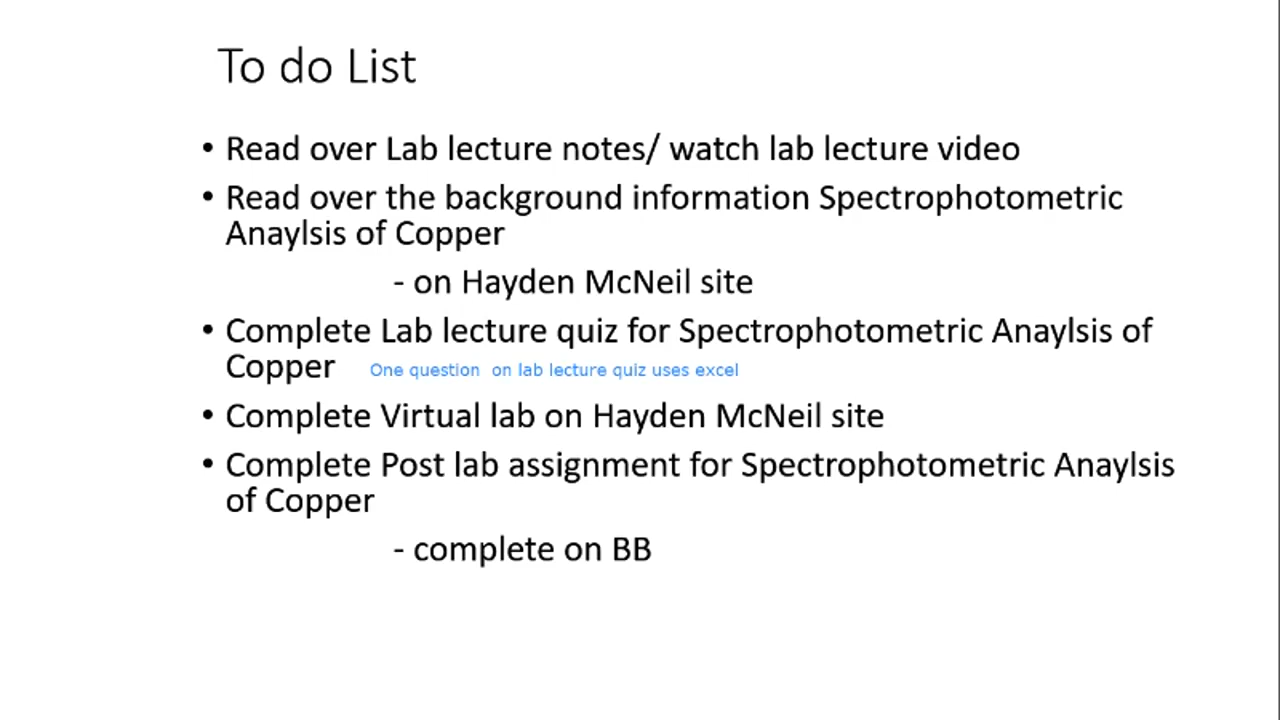 To do List
• Read over Lab lecture notes/ watch lab lecture video
• Read over the background information Spectrophotometric
Anaylsis of Copper
- on Hayden McNeil site
• Complete Lab lecture quiz for Spectrophotometric Anaylsis of
Copper One question on lab lecture quiz uses excel
• Complete Virtual lab on Hayden McNeil site
• Complete Post lab assignment for Spectrophotometric Anaylsis
of Copper
- complete on BB